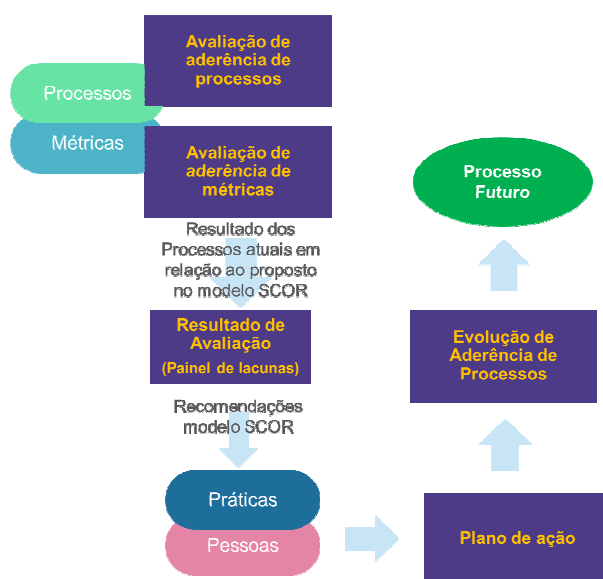 Avaliação de
aderência de
processos
Processos
Métricas
Avaliação de
aderência de
métricas
Resultado dos
Processos atuais em
relação ao proposto
no modelo SCOR
Resultado de
Avaliação
(Painel de lacunas)
Recomendações
modelo SCOR
Práticas
Pessoas
Plano de ação
Evolução de
Aderência de
Processos
Processo
Futuro